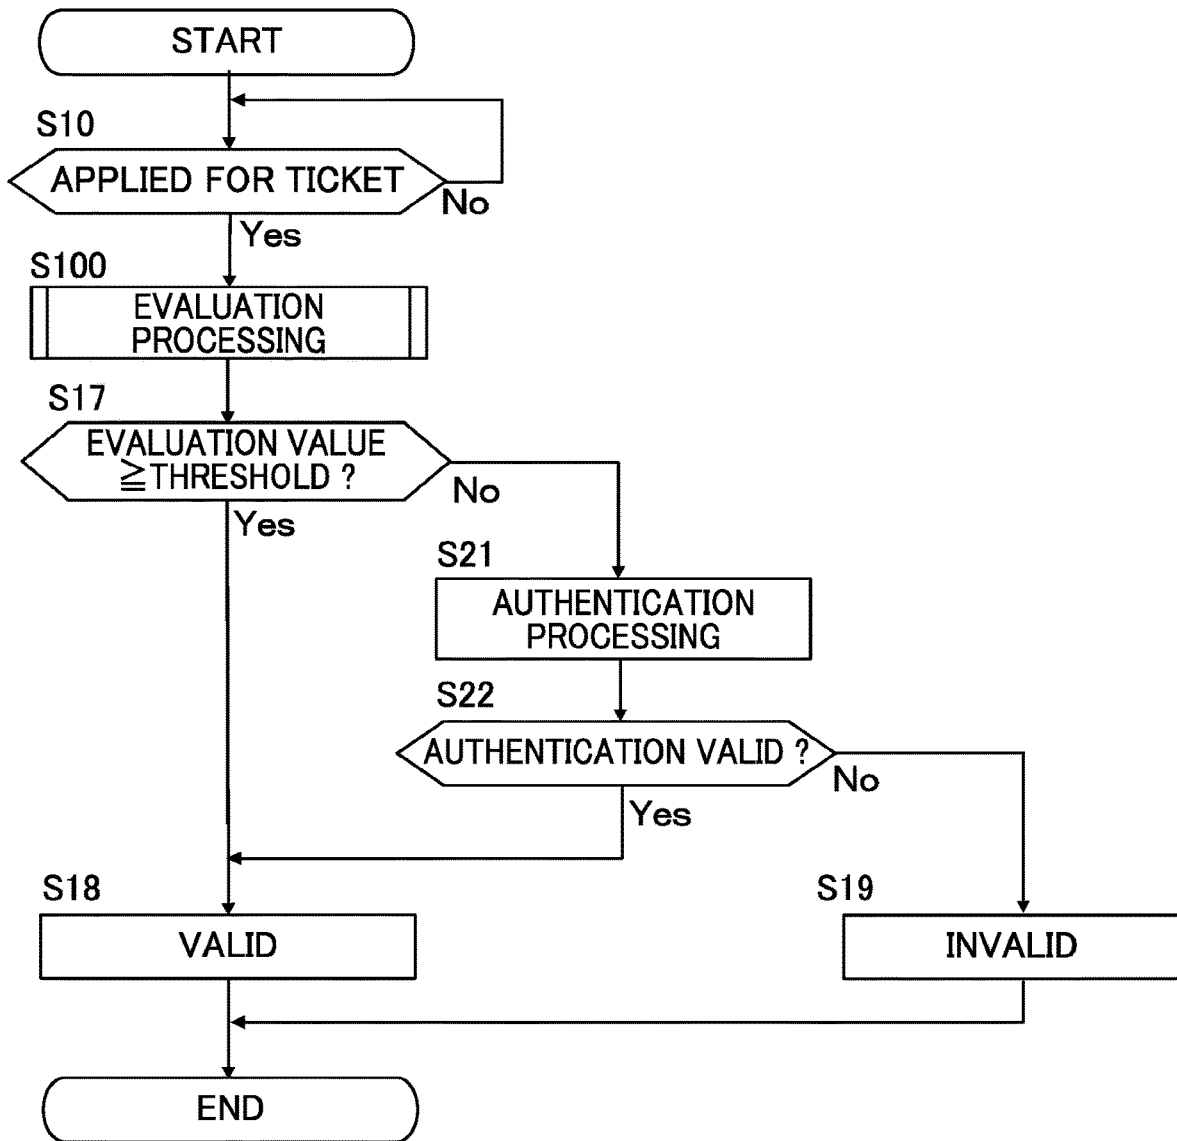 START
S10
APPLIED FOR TICKET
No
Yes
S100
EVALUATION
PROCESSING
S17
EVALUATION VALUE
≧THRESHOLD ?
No
Yes
S21
AUTHENTICATION
PROCESSING
S22
AUTHENTICATION VALID ?
No
Yes
S18
VALID
S19
INVALID
END